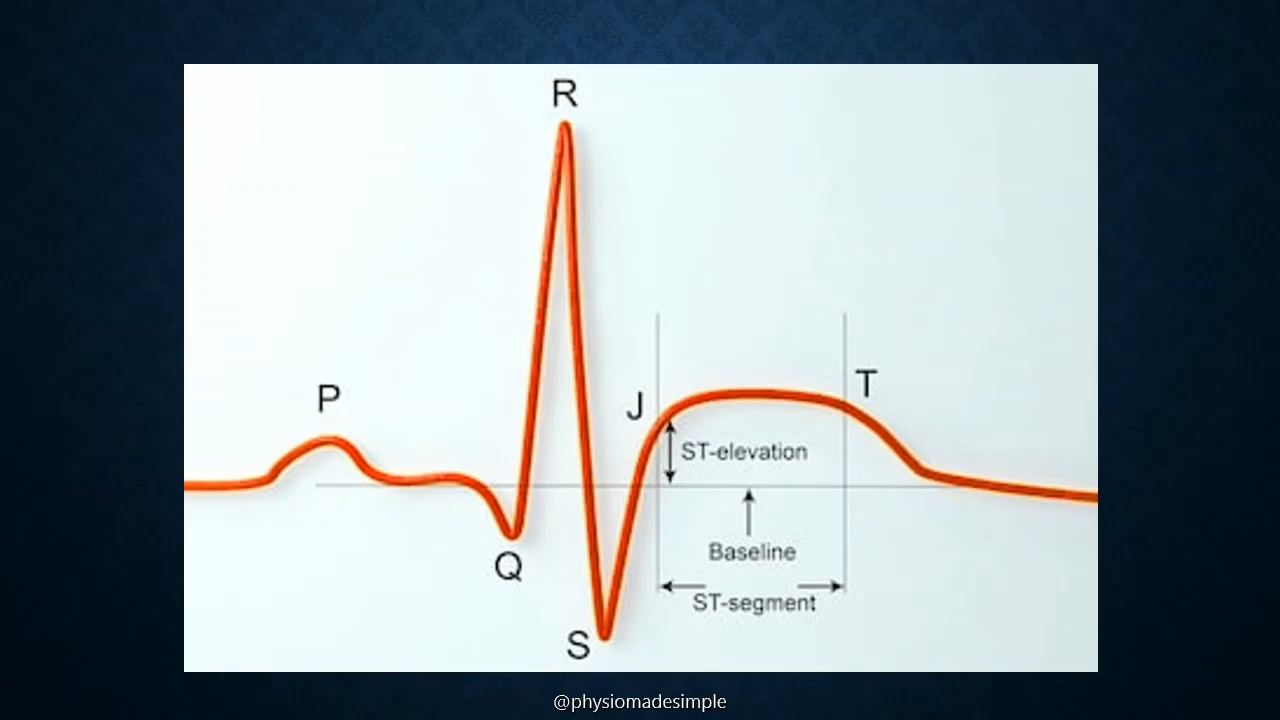 R
P
J
T
ST-elevation
Baseline
Q
ST-segment
S
@physiomadesimple